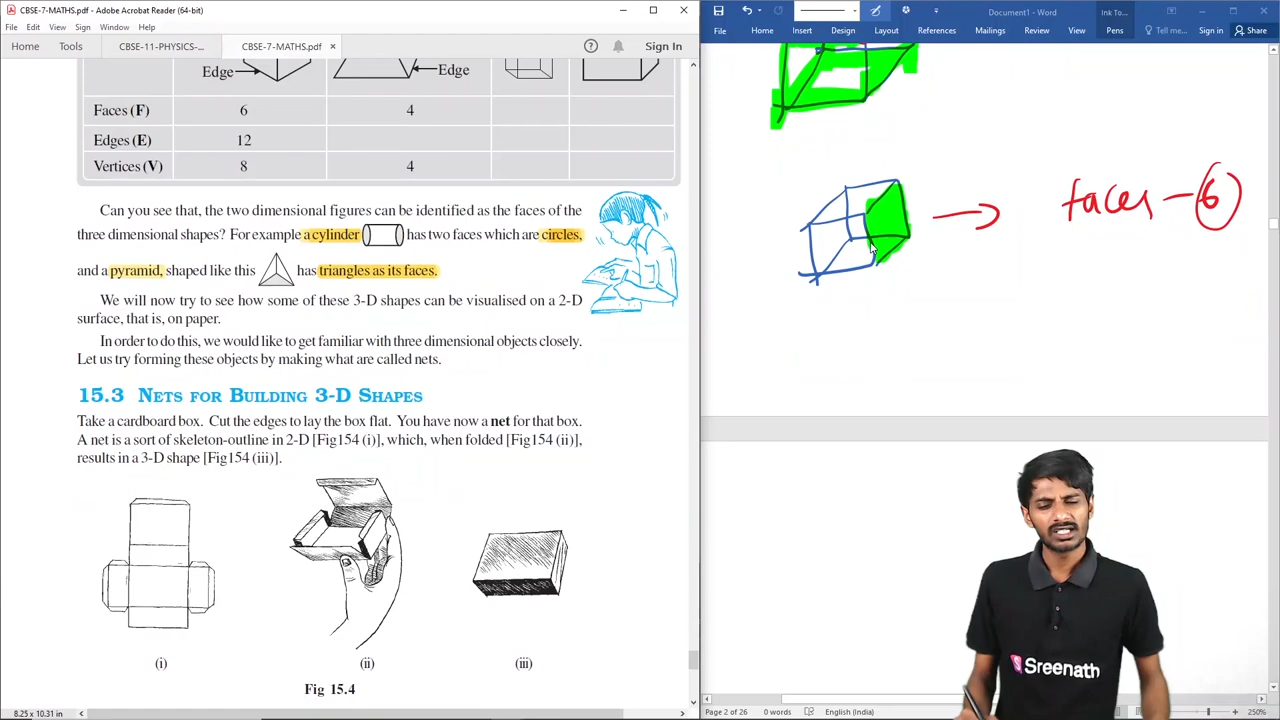 CBSE-7-MATHS.pdf - Adobe Acrobat Reader (64-bit)
File Edit View Sign Window Help
Home Tools CBSE-11-PHYSICS-... CBSE-7-MATHS.pdf × Sign In
Edge Edge
Faces (F) 6 4
Edges (E) 12
Vertices (V) 8 4
Can you see that, the two dimensional figures can be identified as the faces of the
three dimensional shapes? For example a cylinder has two faces which are circles,
and a pyramid, shaped like this has triangles as its faces.
We will now try to see how some of these 3-D shapes can be visualised on a 2-D
surface, that is, on paper.
In order to do this, we would like to get familiar with three dimensional objects closely.
Let us try forming these objects by making what are called nets.
15.3 NETS FOR BUILDING 3-D SHAPES
Take a cardboard box. Cut the edges to lay the box flat. You have now a net for that box.
A net is a sort of skeleton-outline in 2-D [Fig154 (i)], which, when folded [Fig154 (ii)],
results in a 3-D shape [Fig154 (iii)].
(i) (ii) (iii)
Fig 15.4
8.25 x 10.31 in
Document1 - Word Ink To...
File Home Insert Design Layout References Mailings Review View Pens Tell me... Sign in Share
faces - 6
Sreenath
Page 2 of 26 0 words English (India) 250%